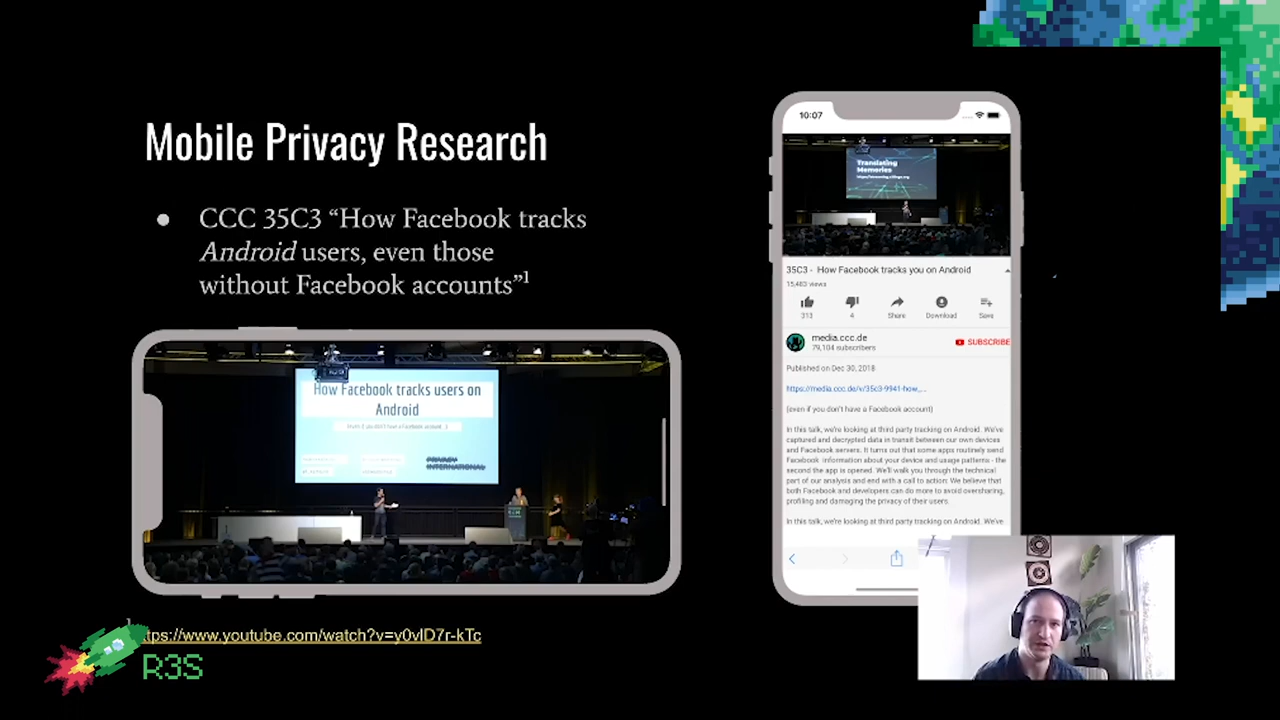 Mobile Privacy Research
● CCC 35C3 “How Facebook tracks
Android users, even those
without Facebook accounts”1
How Facebook tracks users on
Android
PRIVACY
INTERNATIONAL
1
tps://www.youtube.com/watch?v=y0vlD7r-kTc
R3S
10:07
Translating
Memories
35C3 - How Facebook tracks you on Android
15,483 views
313
4
Share
Download
Save
media.ccc.de
79,104 subscribers
SUBSCRIBE
Published on Dec 30, 2018
https://media.ccc.de/v/35c3-9941-how_...
(even if you don't have a Facebook account)
In this talk, we're looking at third party tracking on Android. We've
captured and decrypted data in transit between our own devices
and Facebook servers. It turns out that some apps routinely send
Facebook information about your device and usage patterns - the
second the app is opened. We'll walk you through the technical
part of our analysis and end with a call to action: We believe that
both Facebook and developers can do more to avoid oversharing,
profiling and damaging the privacy of their users.
In this talk, we're looking at third party tracking on Android. We've